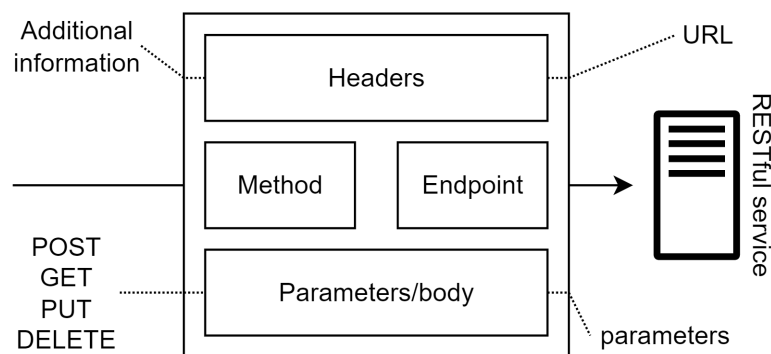 Additional
information
URL
Headers
Method
Endpoint
RESTful service
POST
GET
PUT
DELETE
Parameters/body
parameters